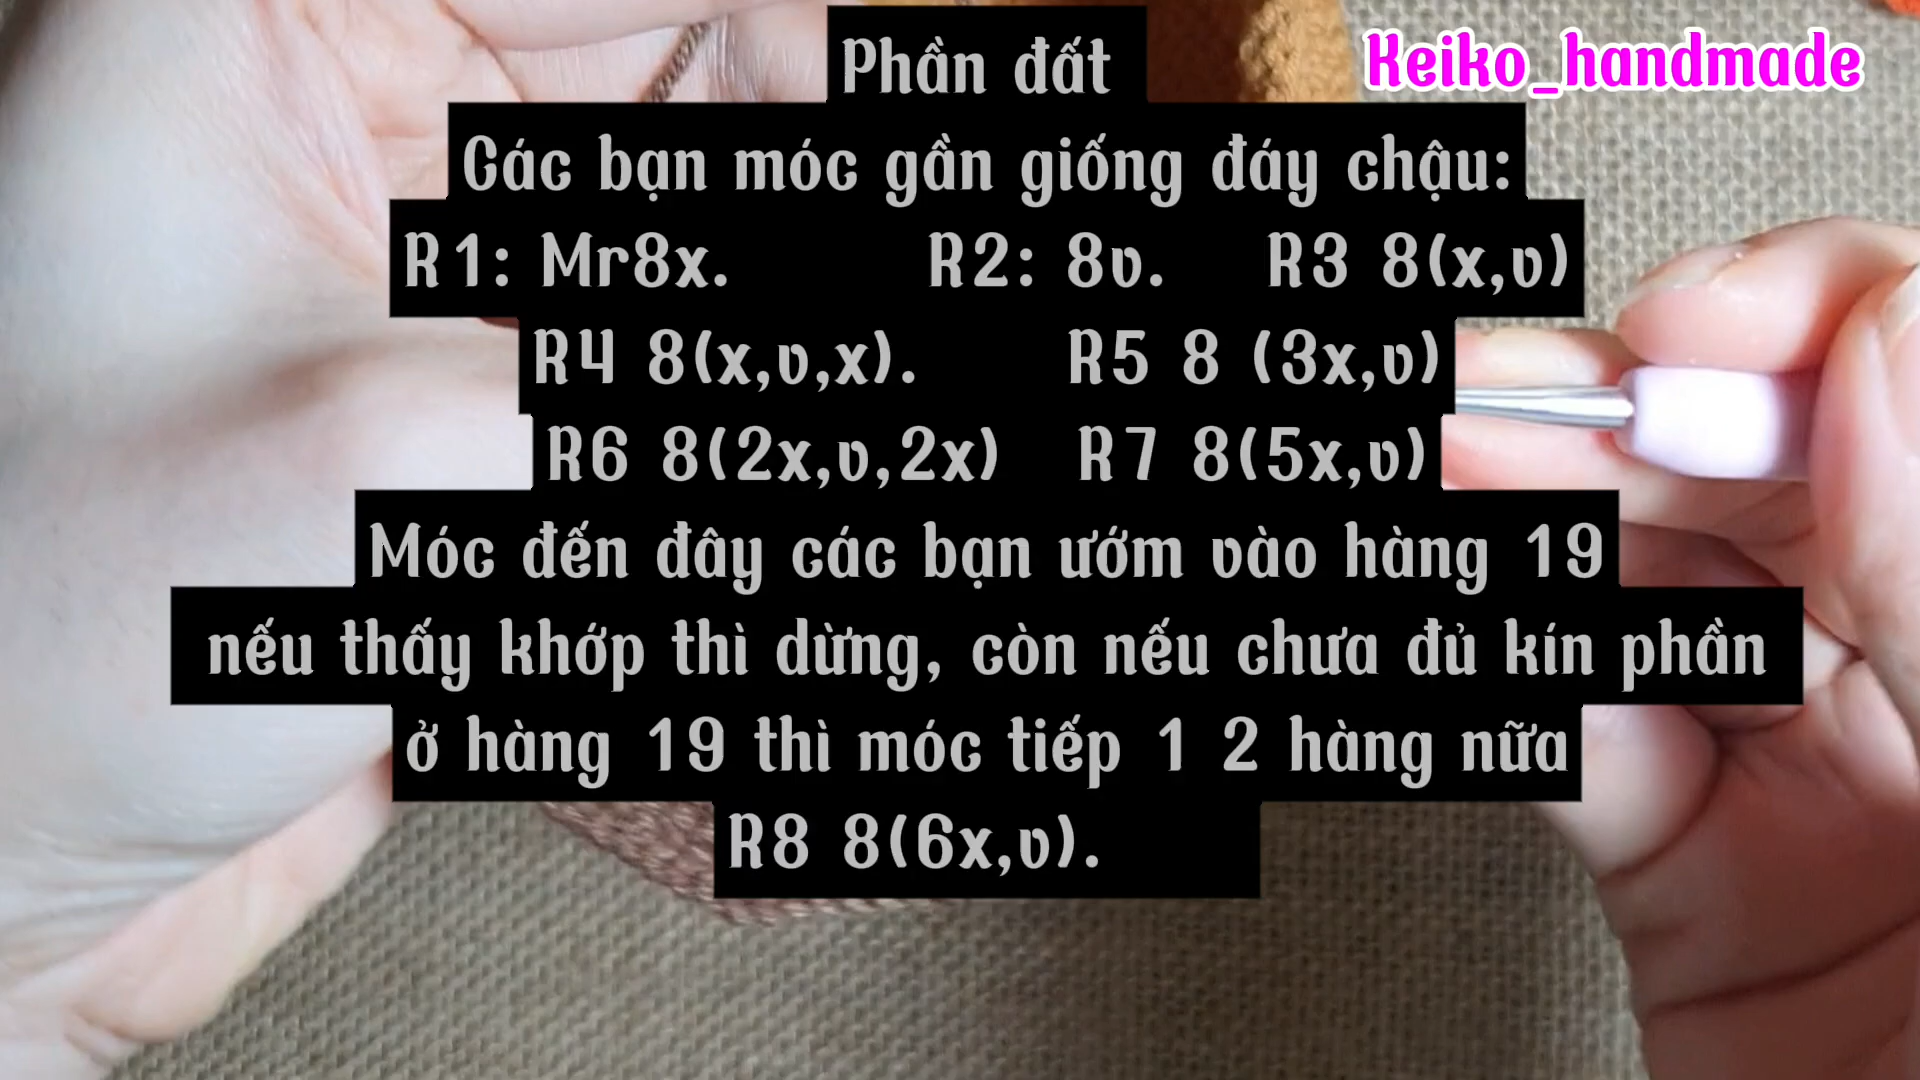 Phần đất
Keiko_handmade
Các bạn móc gần giống đáy chậu:
R1: Mr8x. R2: 8v. R3 8(x,v)
R4 8(x,v,x). R5 8 (3x,v)
R6 8(2x,v,2x) R7 8(5x,v)
Móc đến đây các bạn ướm vào hàng 19
nếu thấy khớp thì dừng, còn nếu chưa đủ kín phần
ở hàng 19 thì móc tiếp 1 2 hàng nữa
R8 8(6x,v).